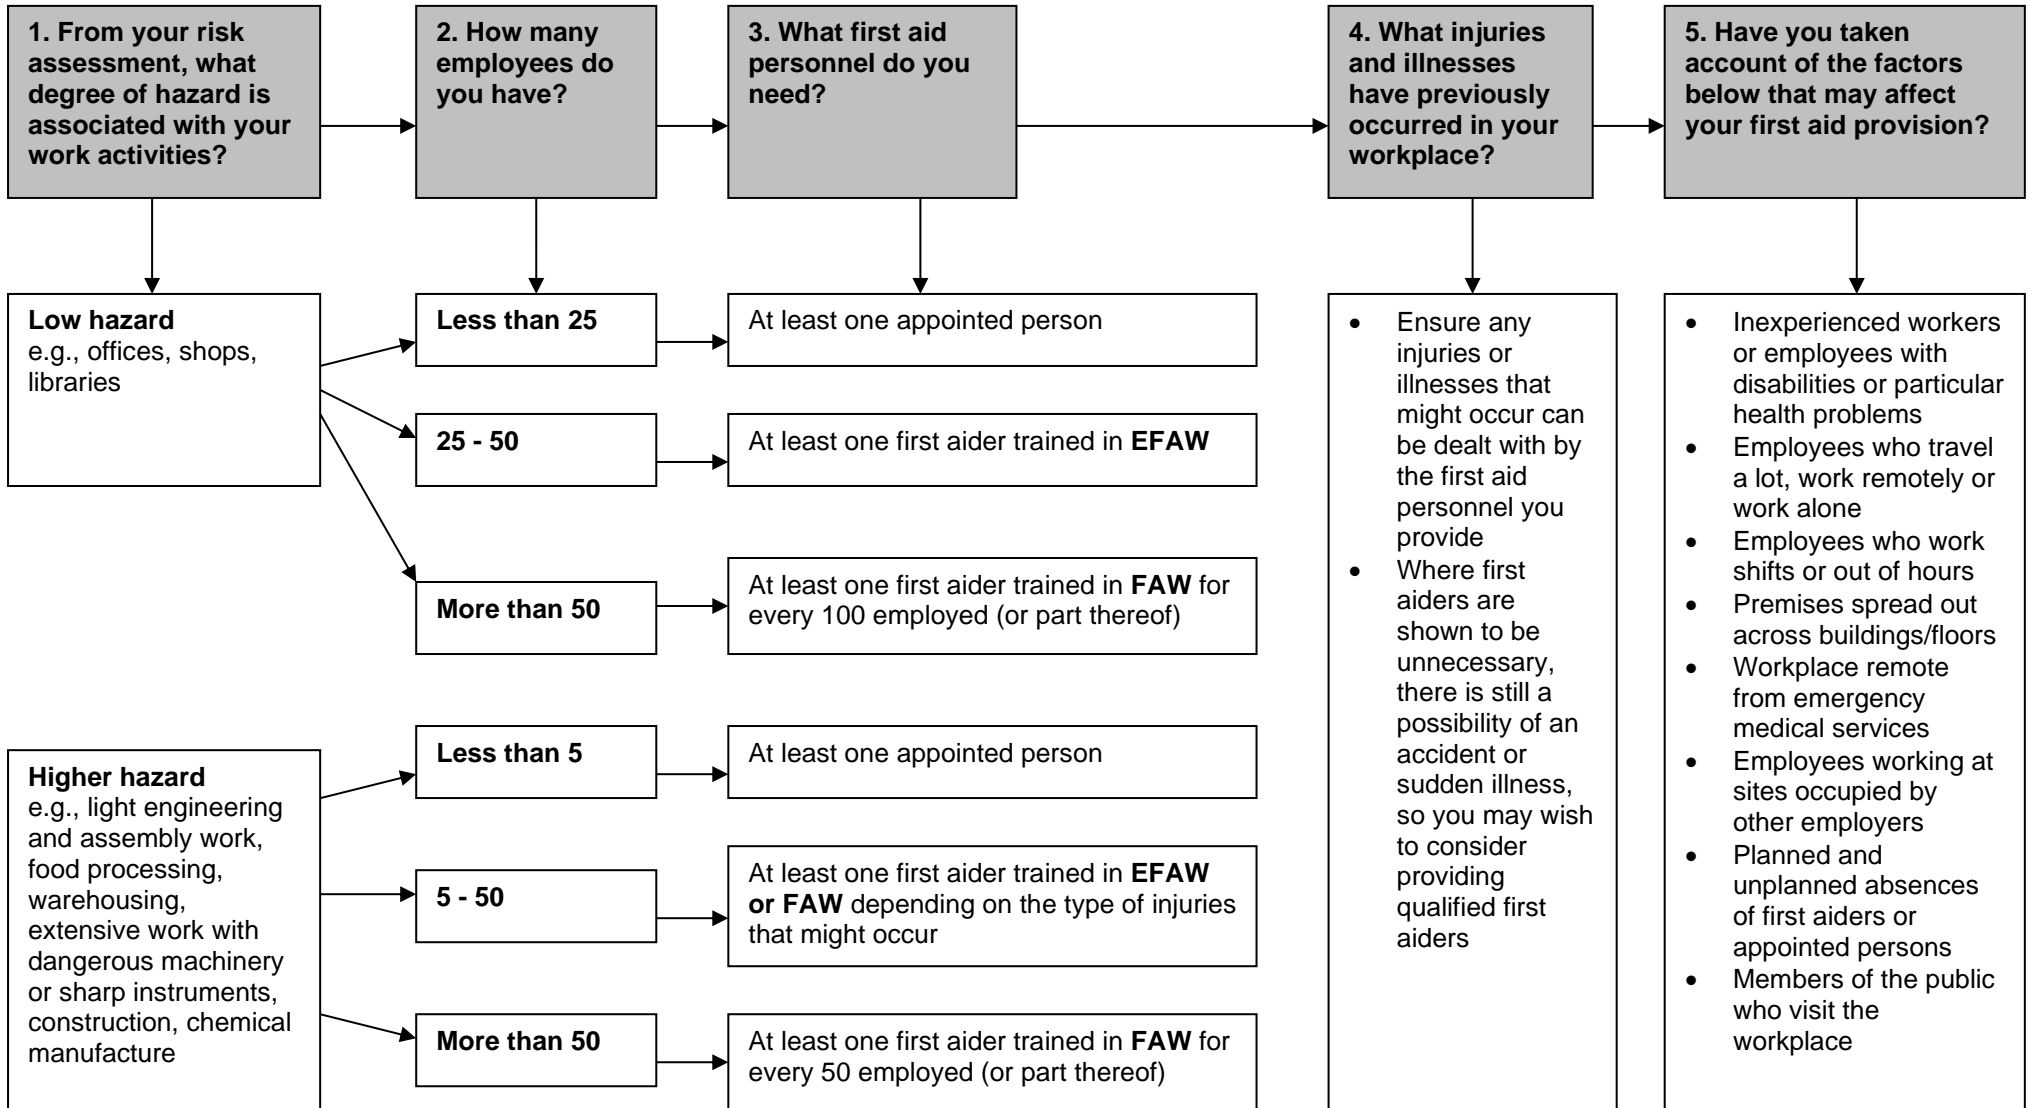 1. From your risk
assessment, what
degree of hazard is
associated with your
work activities?
2. How many
employees do
you have?
3. What first aid
personnel do you
need?
4. What injuries
and illnesses
have previously
occurred in your
workplace?
5. Have you taken
account of the factors
below that may affect
your first aid provision?
Low hazard
e.g., offices, shops,
libraries
Less than 25
At least one appointed person
25 - 50
At least one first aider trained in EFAW
More than 50
At least one first aider trained in FAW for
every 100 employed (or part thereof)
Higher hazard
e.g., light engineering
and assembly work,
food processing,
warehousing,
extensive work with
dangerous machinery
or sharp instruments,
construction, chemical
manufacture
Less than 5
At least one appointed person
5 - 50
At least one first aider trained in EFAW
or FAW depending on the type of injuries
that might occur
More than 50
At least one first aider trained in FAW for
every 50 employed (or part thereof)
• Ensure any
injuries or
illnesses that
might occur can
be dealt with by
the first aid
personnel you
provide
• Where first
aiders are
shown to be
unnecessary,
there is still a
possibility of an
accident or
sudden illness,
so you may wish
to consider
providing
qualified first
aiders
• Inexperienced workers
or employees with
disabilities or particular
health problems
• Employees who travel
a lot, work remotely or
work alone
• Employees who work
shifts or out of hours
• Premises spread out
across buildings/floors
• Workplace remote
from emergency
medical services
• Employees working at
sites occupied by
other employers
• Planned and
unplanned absences
of first aiders or
appointed persons
• Members of the public
who visit the
workplace